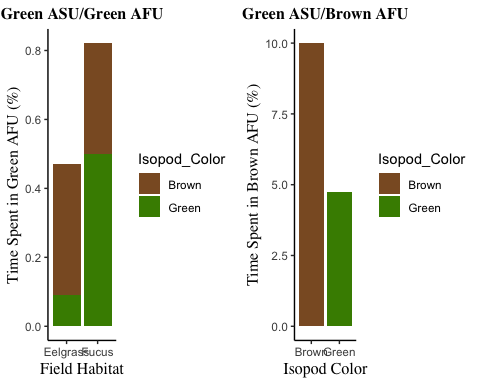 Green ASU/Green AFU
Time Spent in Green AFU (%)
0.8
0.6
0.4
0.2
0.0
Eelgrass
Fucus
Field Habitat
Isopod_Color
Brown
Green
Green ASU/Brown AFU
Time Spent in Brown AFU (%)
10.0
7.5
5.0
2.5
0.0
Brown
Green
Isopod Color
Isopod_Color
Brown
Green